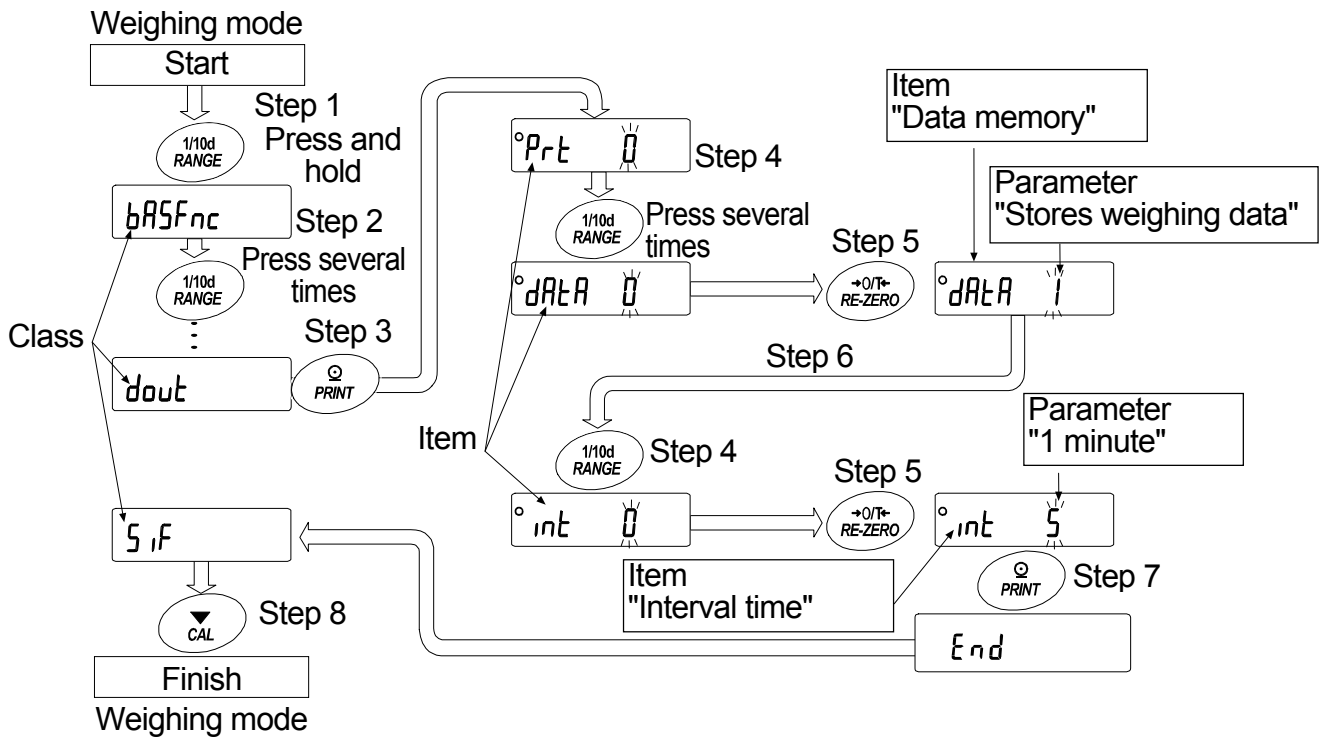 Weighing mode
Start
Step 1
Press and
hold
1/10d
RANGE
bASFnc
Step 2
Press several
times
1/10d
RANGE
Class
dout
Step 3
PRINT
Prt 0
Step 4
1/10d
RANGE
Press several
times
dAtA 0
Step 5
→0/T←
RE-ZERO
Item
"Data memory"
Parameter
"Stores weighing data"
dAtA 1
Step 6
Item
1/10d
RANGE
Step 4
int 0
Step 5
→0/T←
RE-ZERO
Parameter
"1 minute"
int 5
Item
"Interval time"
PRINT
Step 7
End
SiF
CAL
Step 8
Finish
Weighing mode